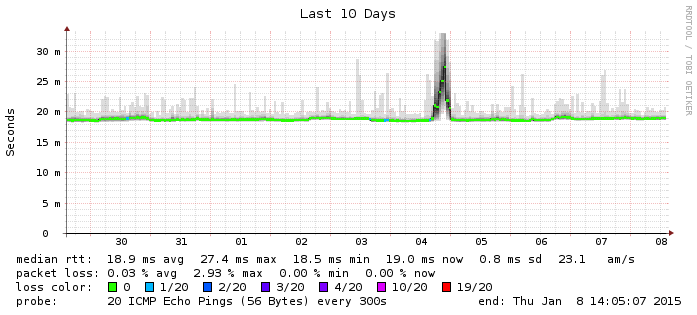 Last 10 Days
RRDTOOL / TOBI OETIKER
Seconds
30 m
25 m
20 m
15 m
10 m
5 m
0
30 31 01 02 03 04 05 06 07 08
median rtt: 18.9 ms avg 27.4 ms max 18.5 ms min 19.0 ms now 0.8 ms sd 23.1 am/s
packet loss: 0.03 % avg 2.93 % max 0.00 % min 0.00 % now
loss color: 0 1/20 2/20 3/20 4/20 10/20 19/20
probe: 20 ICMP Echo Pings (56 Bytes) every 300s end: Thu Jan 8 14:05:07 2015